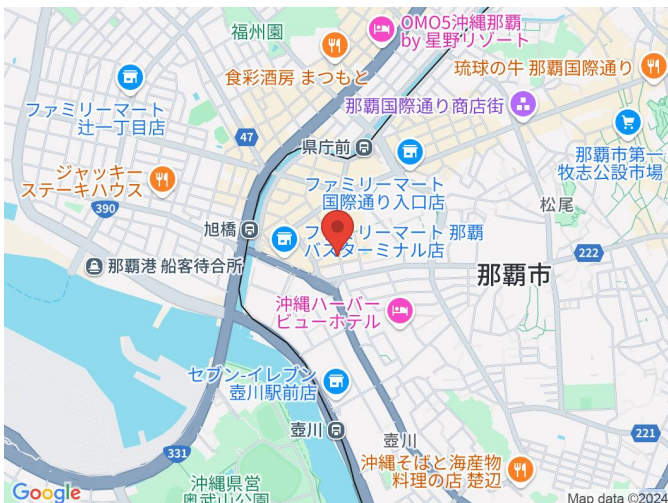 福州園
OMO5沖縄那覇
by 星野リゾート
食彩酒房 まつもと
琉球の牛 那覇国際通り
ファミリーマート
辻一丁目店
那覇国際通り商店街
47
県庁前
那覇市第一
牧志公設市場
ジャッキー
ステーキハウス
ファミリーマート
国際通り入口店
390
松尾
旭橋
ファミリーマート 那覇
バスターミナル店
222
那覇港 船客待合所
那覇市
沖縄ハーバー
ビューホテル
セブン-イレブン
壺川駅前店
壺川
壺川
221
331
沖縄そばと海産物
料理の店 楚辺
沖縄県営
奥武山公園
Google
Map data ©2024